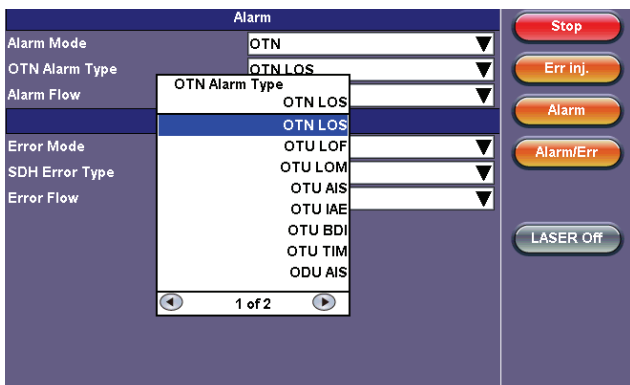 Alarm
Alarm Mode OTN
OTN Alarm Type OTN LOS
Alarm Flow
OTN Alarm Type
OTN LOS
OTN LOS
OTU LOF
OTU LOM
OTU AIS
OTU IAE
OTU BDI
OTU TIM
ODU AIS
1 of 2
Error Mode
SDH Error Type
Error Flow
Stop
Err inj.
Alarm
Alarm/Err
LASER Off